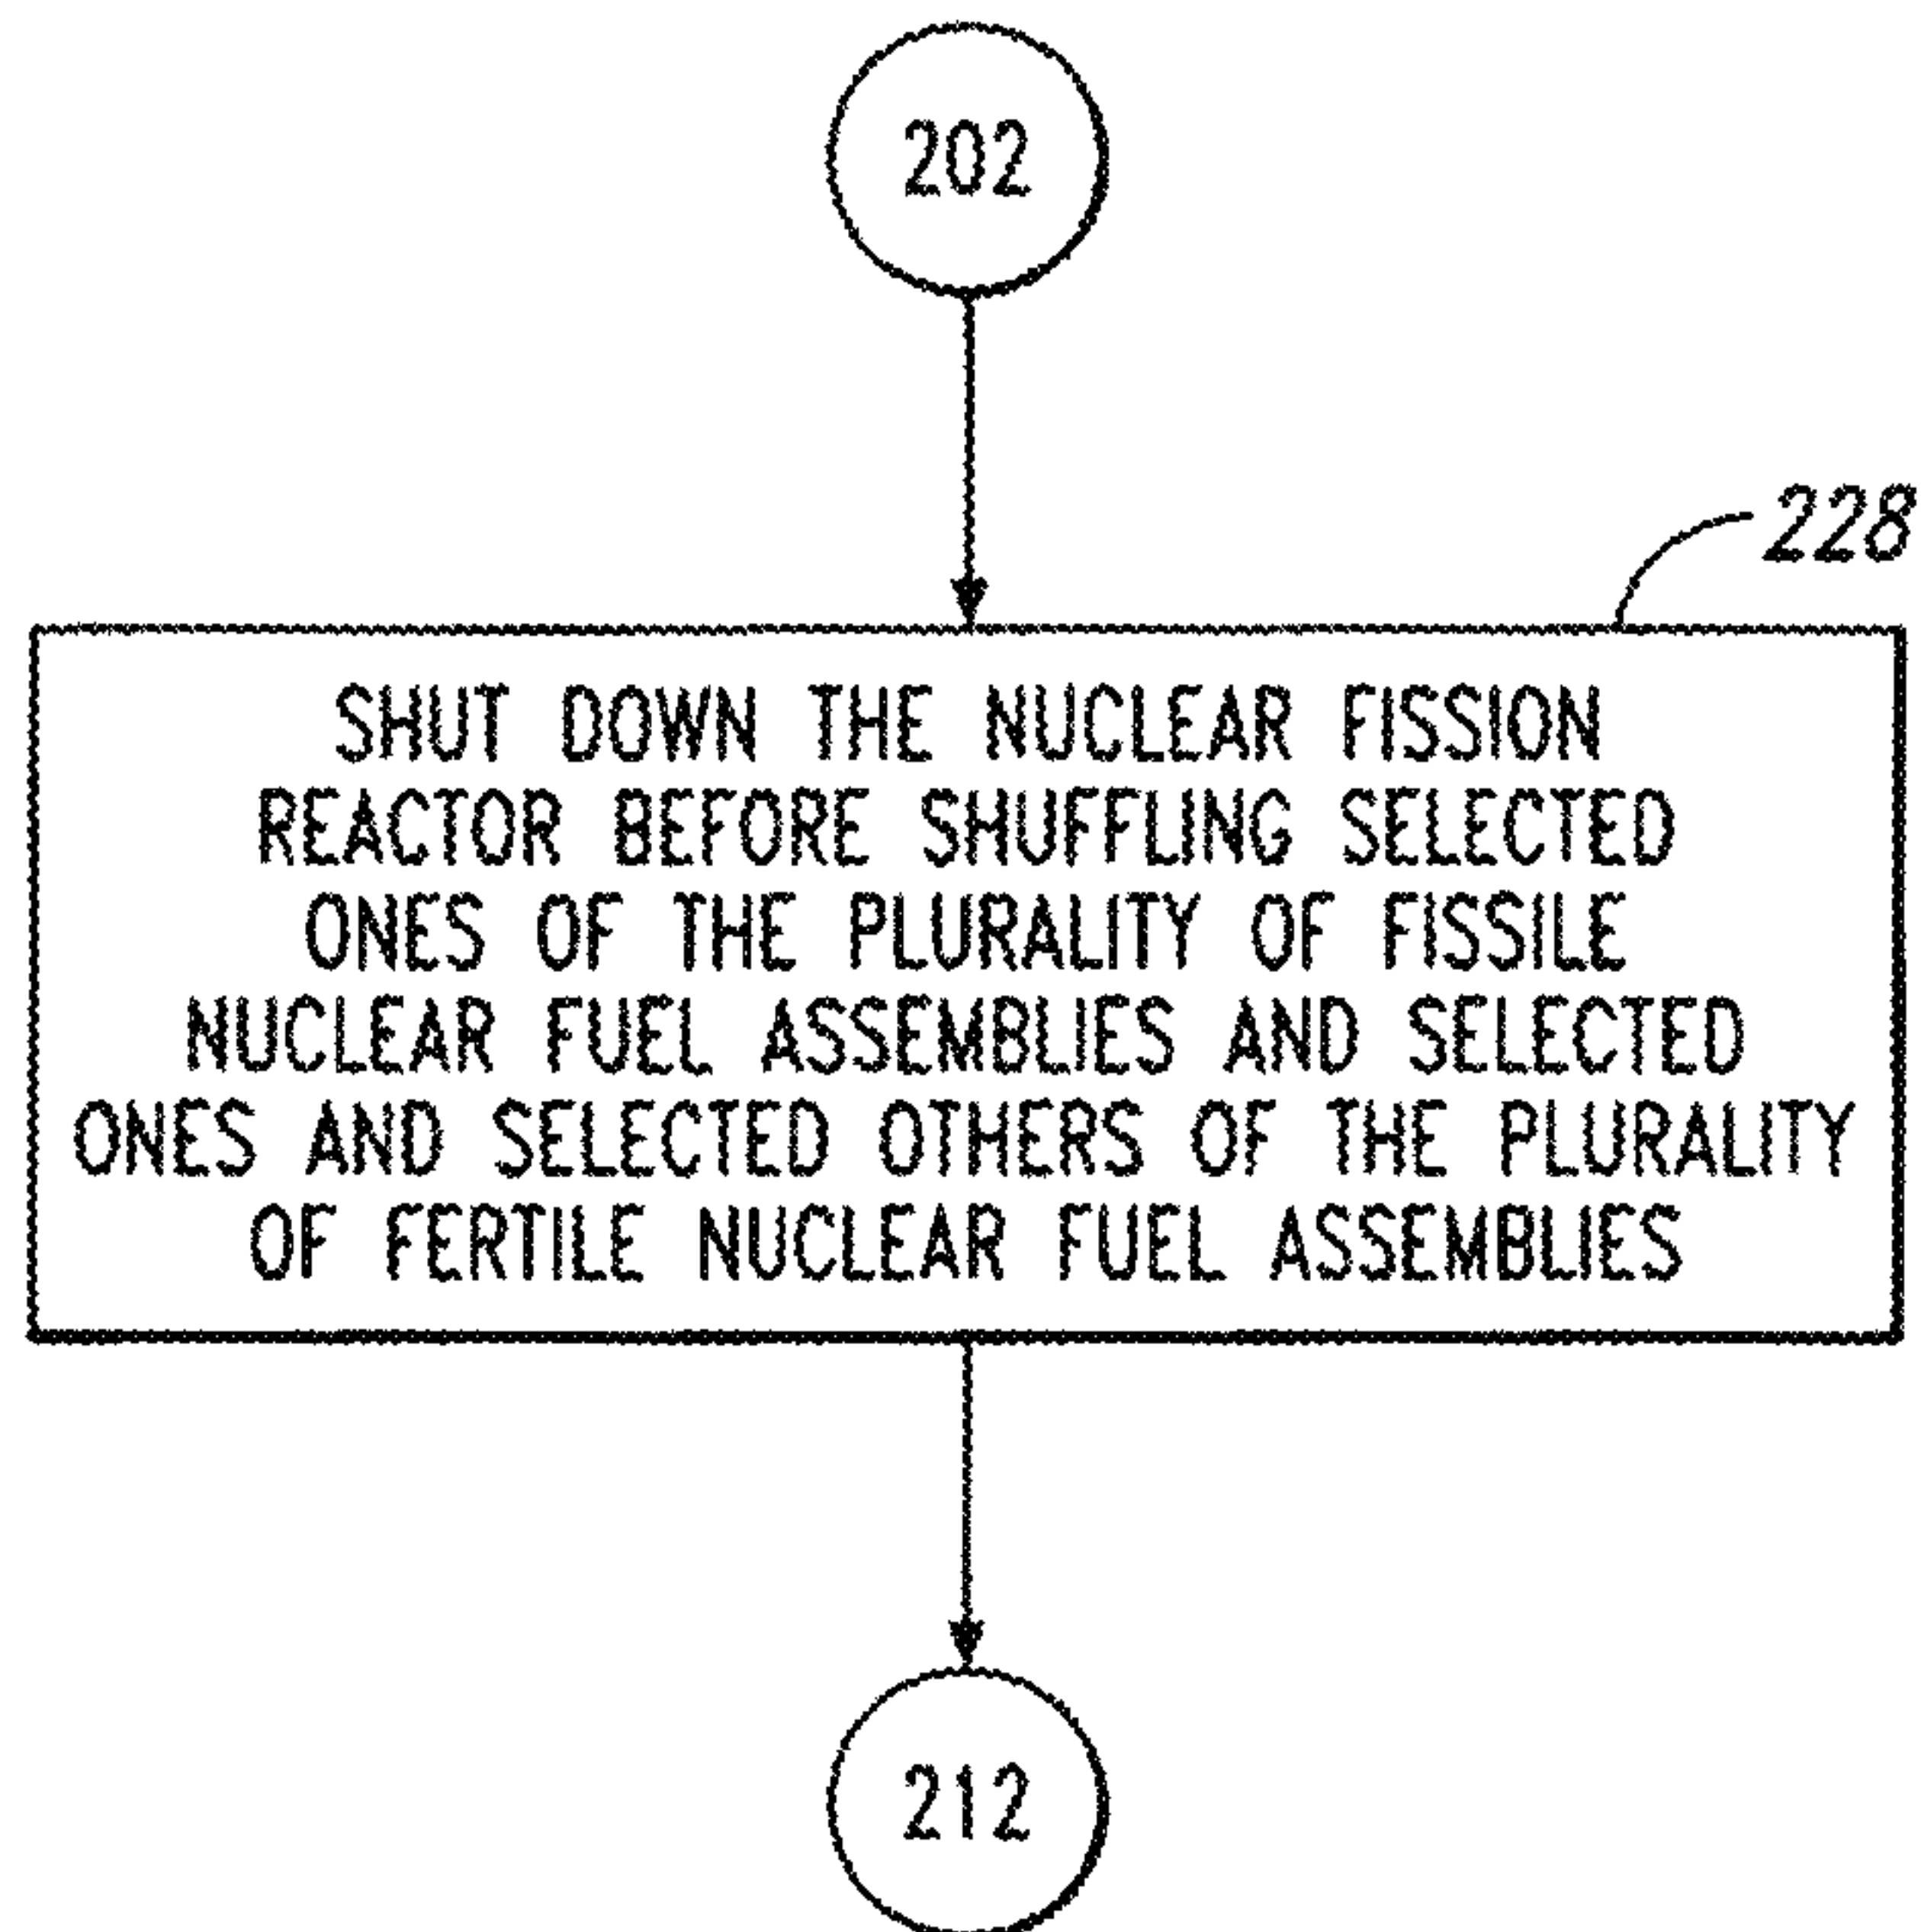 202
228
SHUT DOWN THE NUCLEAR FISSION
REACTOR BEFORE SHUFFLING SELECTED
ONES OF THE PLURALITY OF FISSILE
NUCLEAR FUEL ASSEMBLIES AND SELECTED
ONES AND SELECTED OTHERS OF THE PLURALITY
OF FERTILE NUCLEAR FUEL ASSEMBLIES
212